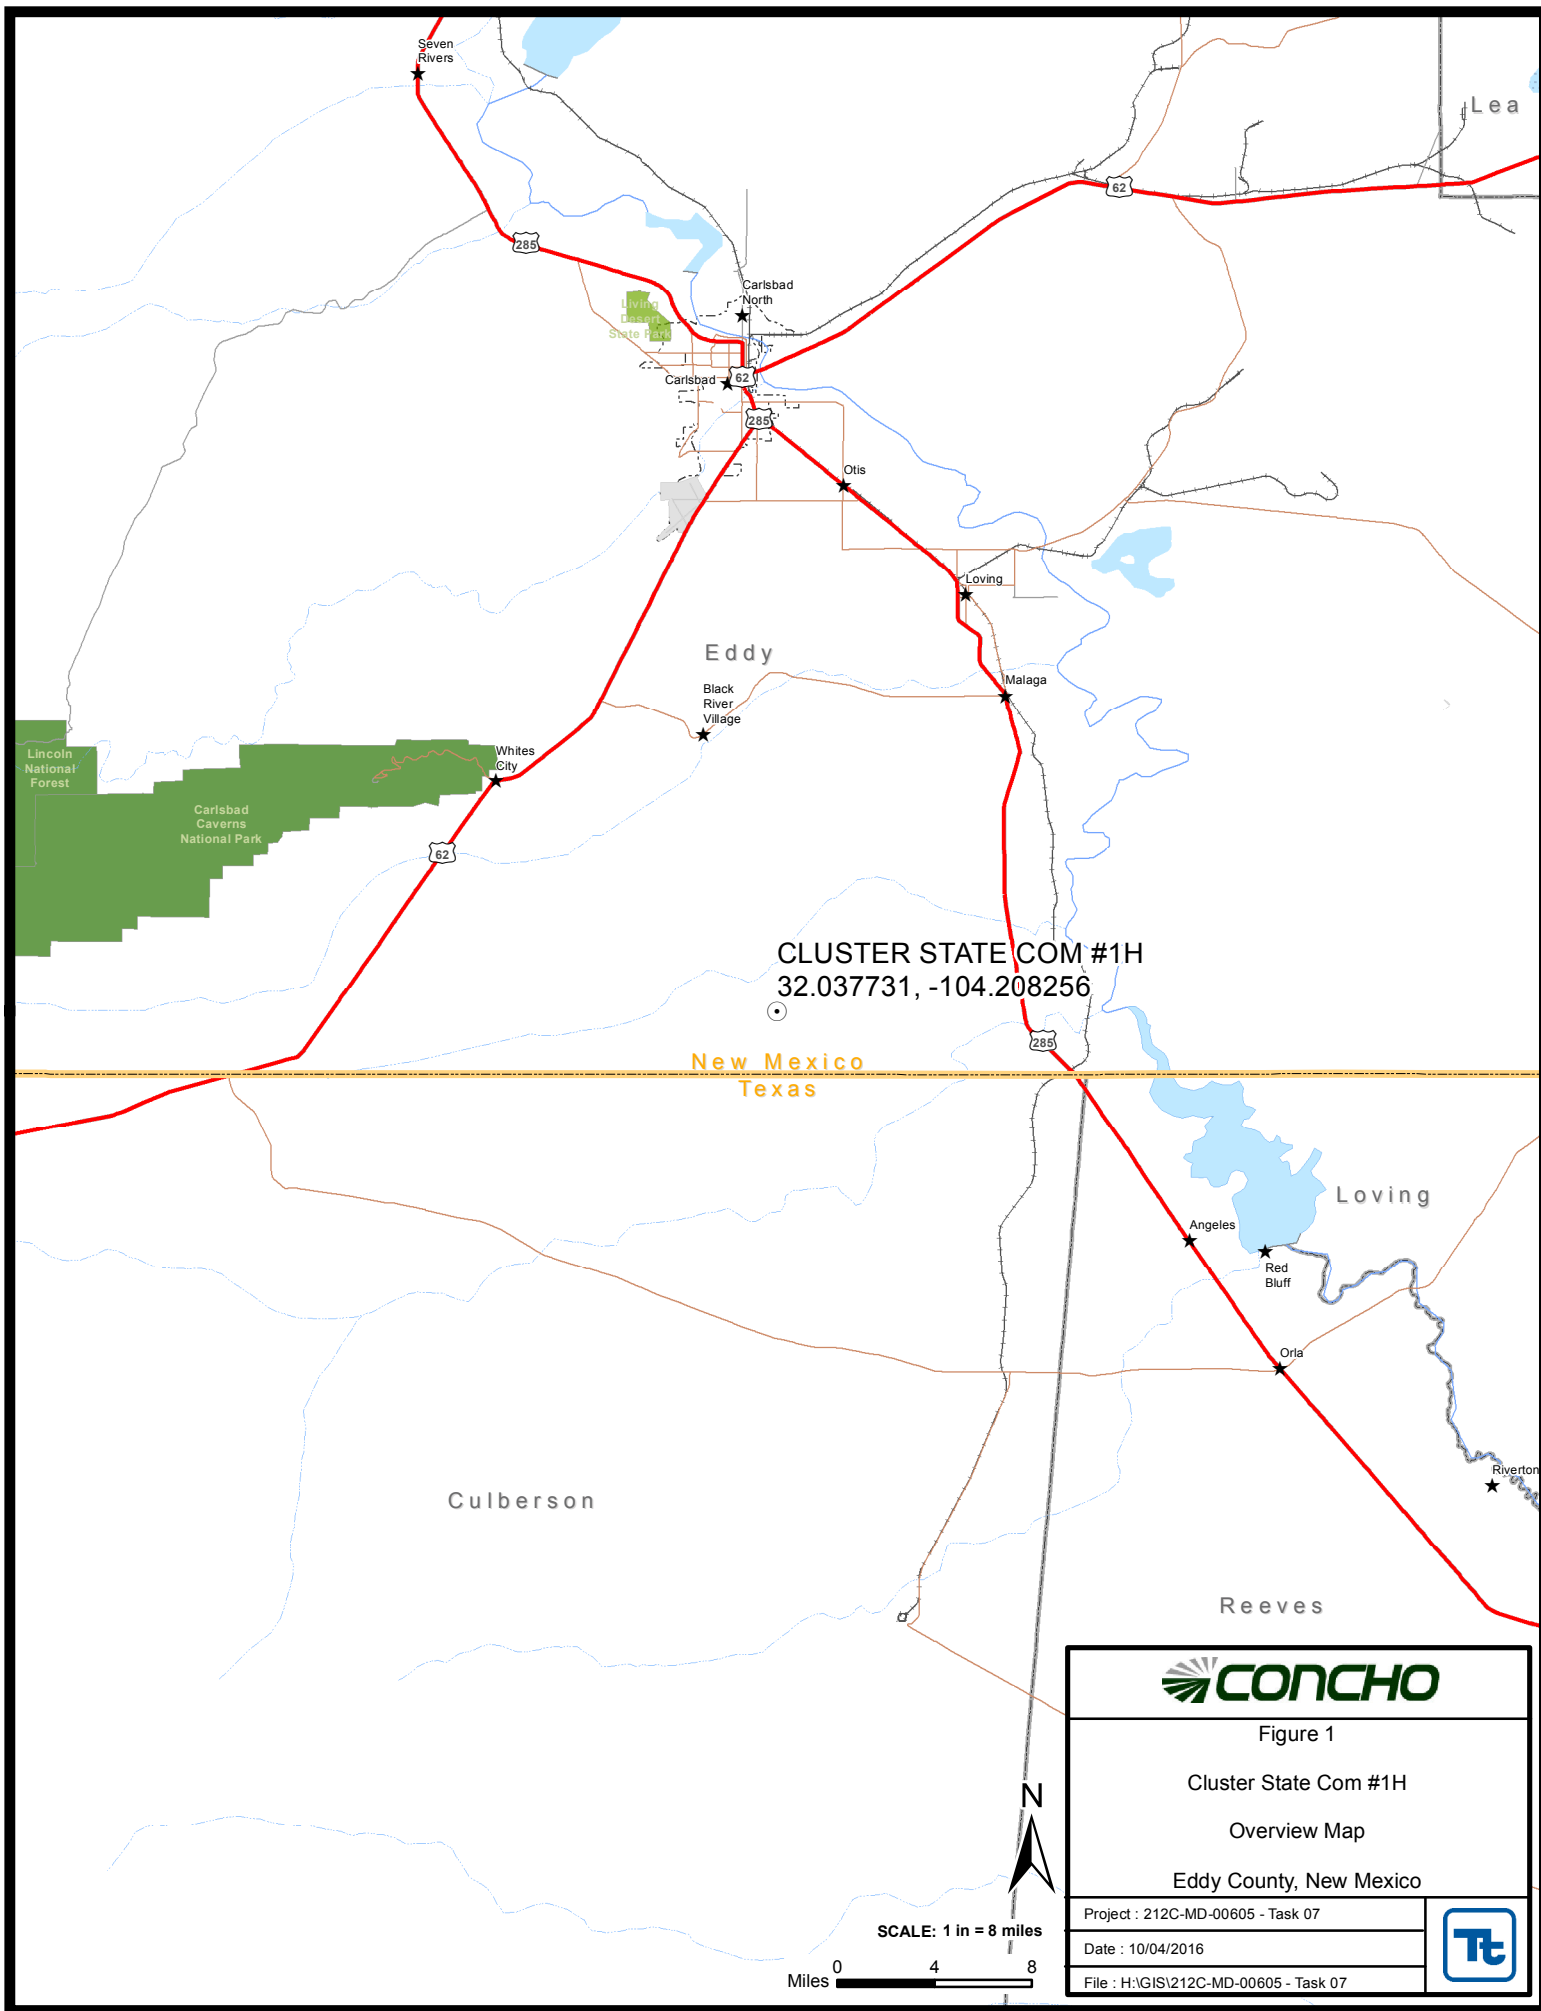 Seven
Rivers
Lea
62
285
Carlsbad
North
Living
Desert
State Park
Carlsbad
62
285
Otis
Loving
Eddy
Malaga
Black
River
Village
Whites
City
Lincoln
National
Forest
Carlsbad
Caverns
National Park
62
CLUSTER STATE COM #1H
32.037731, -104.208256
285
New Mexico
Texas
Loving
Angeles
Red
Bluff
Orla
Riverton
Culberson
Reeves
CONCHO
Figure 1
Cluster State Com #1H
Overview Map
Eddy County, New Mexico
Project : 212C-MD-00605 - Task 07
Date : 10/04/2016
File : H:\GIS\212C-MD-00605 - Task 07
Tt
N
SCALE: 1 in = 8 miles
0 4 8
Miles